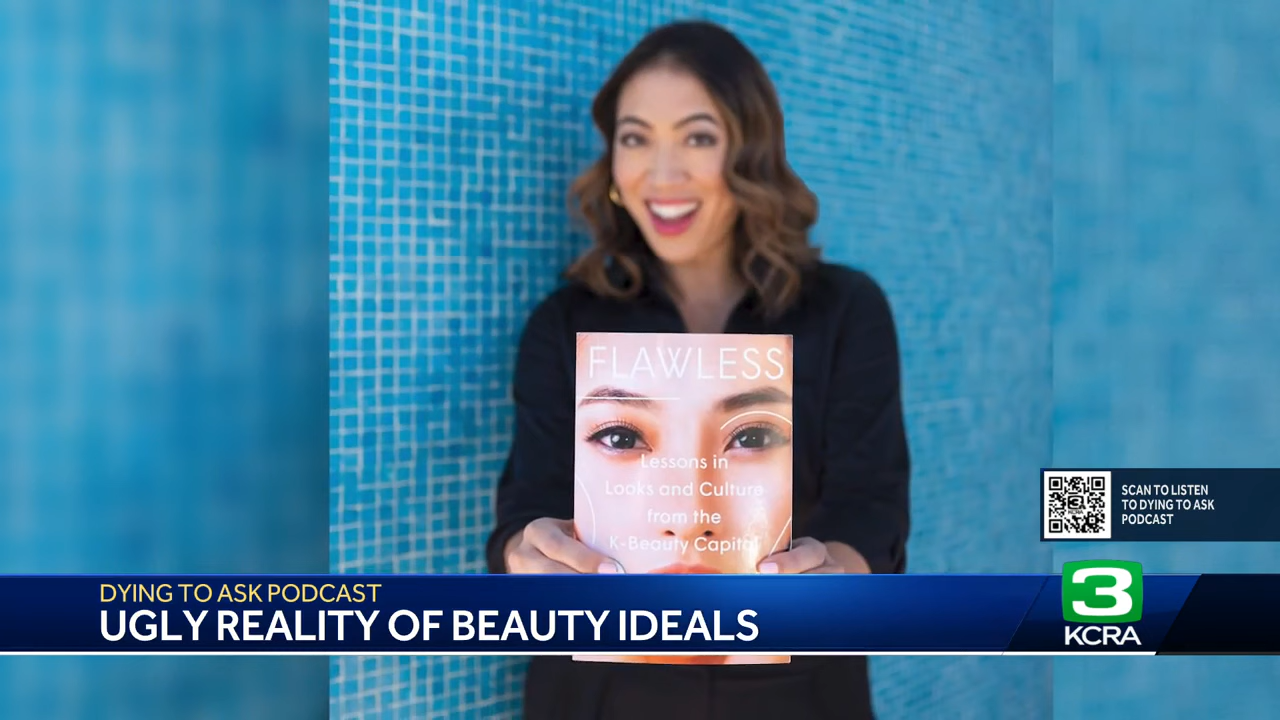 FLAWLESS
Lessons in
Looks and Culture
from the
K-Beauty Capital
SCAN TO LISTEN
TO DYING TO ASK
PODCAST
DYING TO ASK PODCAST
UGLY REALITY OF BEAUTY IDEALS
3
KCRA